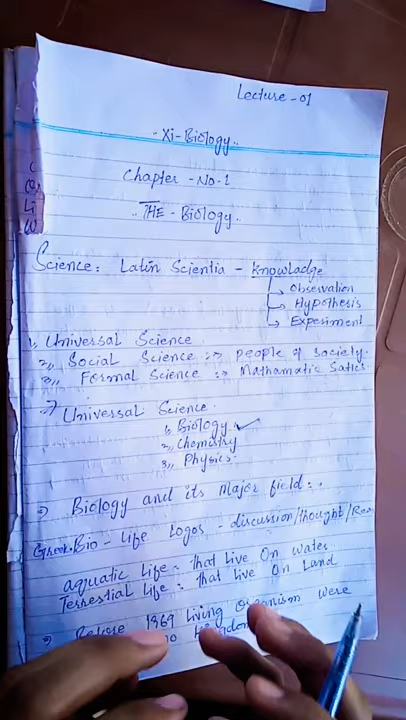 Lecture - 01
Xi - Biology
Chapter - No - 1
THE - Biology
Science: Latin Scientia - Knowladge
Observation
Hypothesis
Experiment
1, Universal Science
2,, Social Science :-> people of society.
3,, Formal Science :-> Mathamatic Satics
=> Universal Science
1, Biology ✓
2,, Chemistry
3,, Physics
=> Biology and its Major field:
Greek. Bio - Life Logos - discussion/thought/Rea
aquatic Life: That Live On Water
Terrestial Life: That Live On Land
=> 1969 Living Organism were